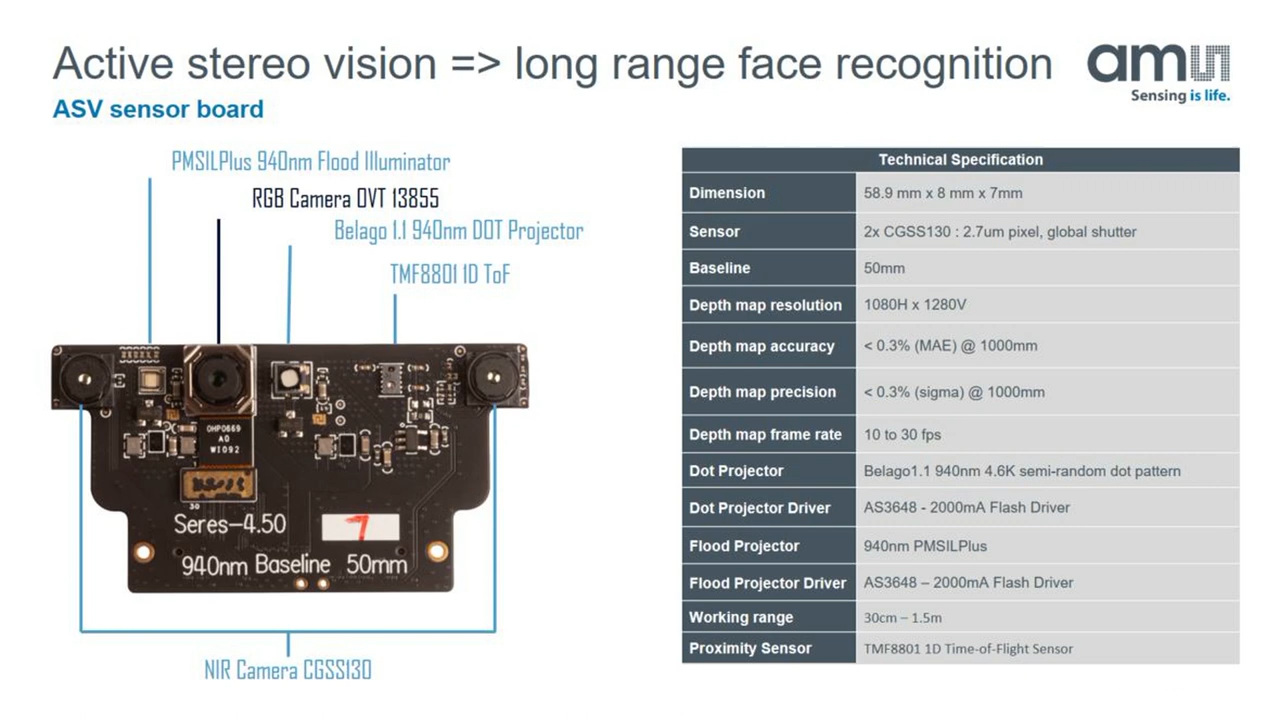 Active stereo vision => long range face recognition
amu
Sensing is life.
ASV sensor board
PMSILPlus 940nm Flood Illuminator
RGB Camera OVT 13855
Belago 1.1 940nm DOT Projector
TMF8801 1D ToF
OHP0669
A0
WI092
30
Seres-4.50
7
940nm Baseline 50mm
NIR Camera CGSS130
Technical Specification
Dimension 58.9 mm x 8 mm x 7mm
Sensor 2x CGSS130 : 2.7um pixel, global shutter
Baseline 50mm
Depth map resolution 1080H x 1280V
Depth map accuracy < 0.3% (MAE) @ 1000mm
Depth map precision < 0.3% (sigma) @ 1000mm
Depth map frame rate 10 to 30 fps
Dot Projector Belago1.1 940nm 4.6K semi-random dot pattern
Dot Projector Driver AS3648 - 2000mA Flash Driver
Flood Projector 940nm PMSILPlus
Flood Projector Driver AS3648 – 2000mA Flash Driver
Working range 30cm – 1.5m
Proximity Sensor TMF8801 1D Time-of-Flight Sensor